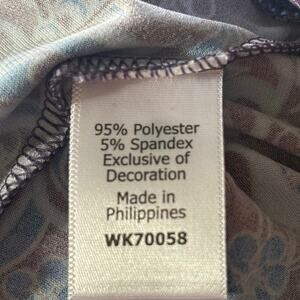 95% Polyester
5% Spandex
Exclusive of
Decoration
Made in
Philippines
WK70058